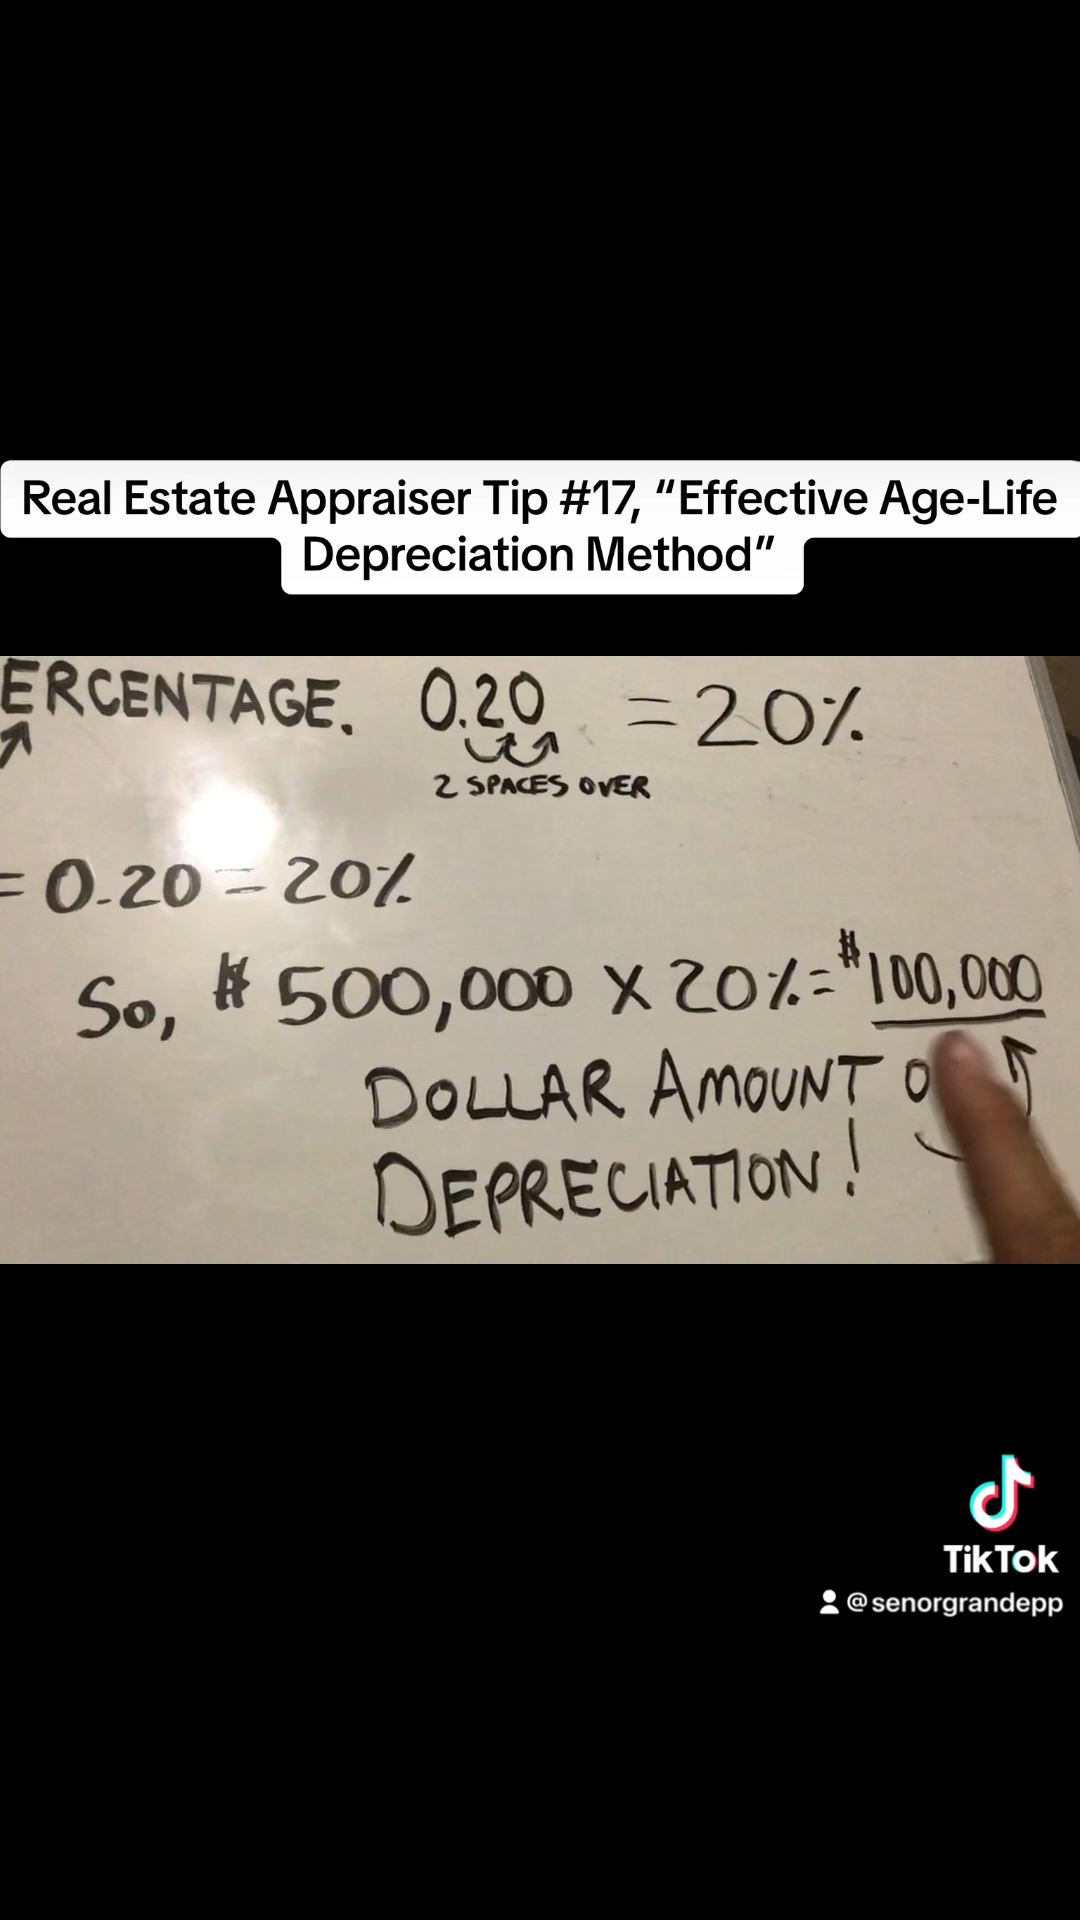 Real Estate Appraiser Tip #17, “Effective Age-Life
Depreciation Method”
ERCENTAGE. 0.20 = 20%
2 SPACES OVER
= 0.20 = 20%
So, $500,000 X 20% = $100,000
DOLLAR AMOUNT
DEPRECIATION!
TikTok
@senorgrandepp